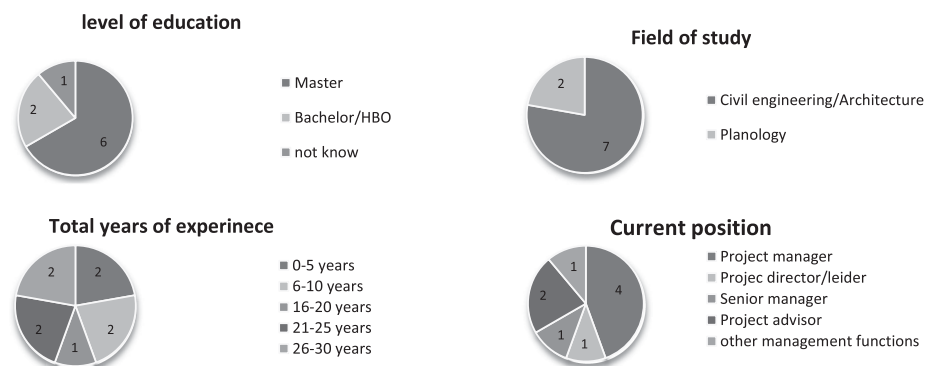 level of education
1
2
6
Master
Bachelor/HBO
not know
Field of study
2
7
Civil engineering/Architecture
Planology
Total years of experinece
2
2
2
2
1
0-5 years
6-10 years
16-20 years
21-25 years
26-30 years
Current position
1
4
2
1
1
Project manager
Projec director/leider
Senior manager
Project advisor
other management functions